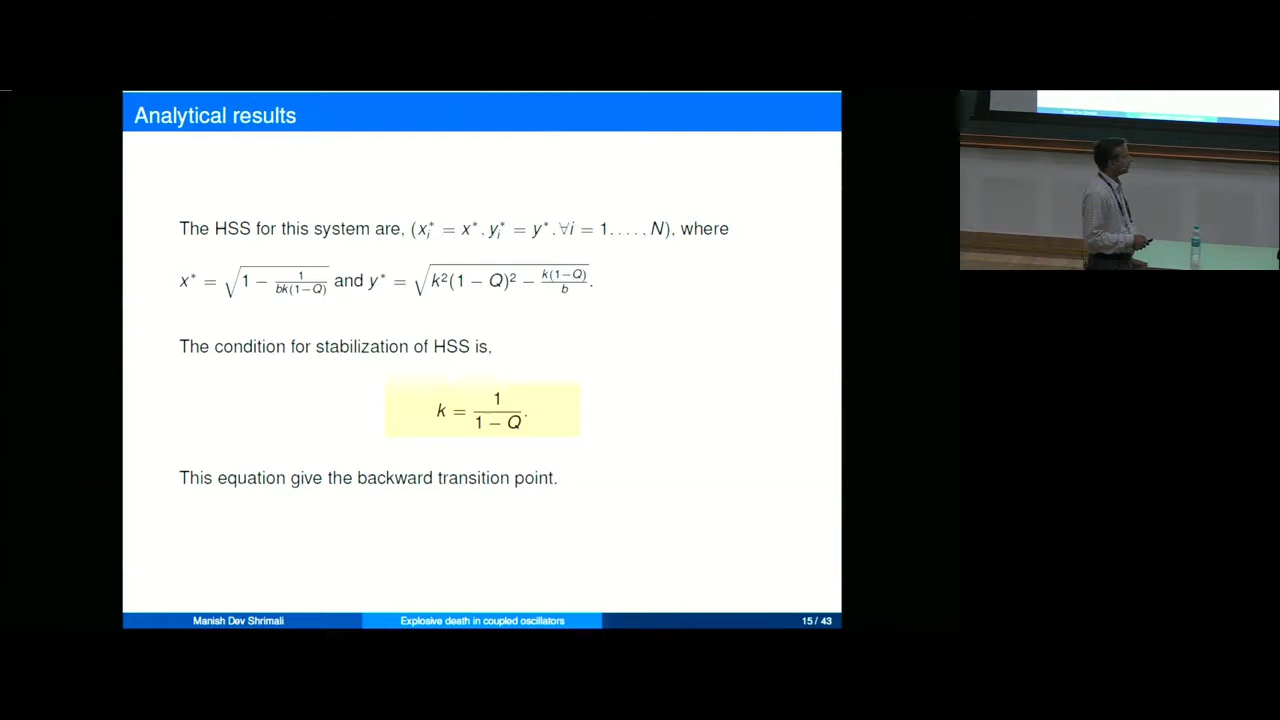 Analytical results
The HSS for this system are, (x_i^* = x^*. y_i^* = y^*. ∀i = 1. . . . . N), where
x^* = √(1 − 1/(bk(1−Q))) and y^* = √(k²(1 − Q)² − k(1−Q)/b).
The condition for stabilization of HSS is,
k = 1/(1 − Q).
This equation give the backward transition point.
Manish Dev Shrimali Explosive death in coupled oscillators 15 / 43